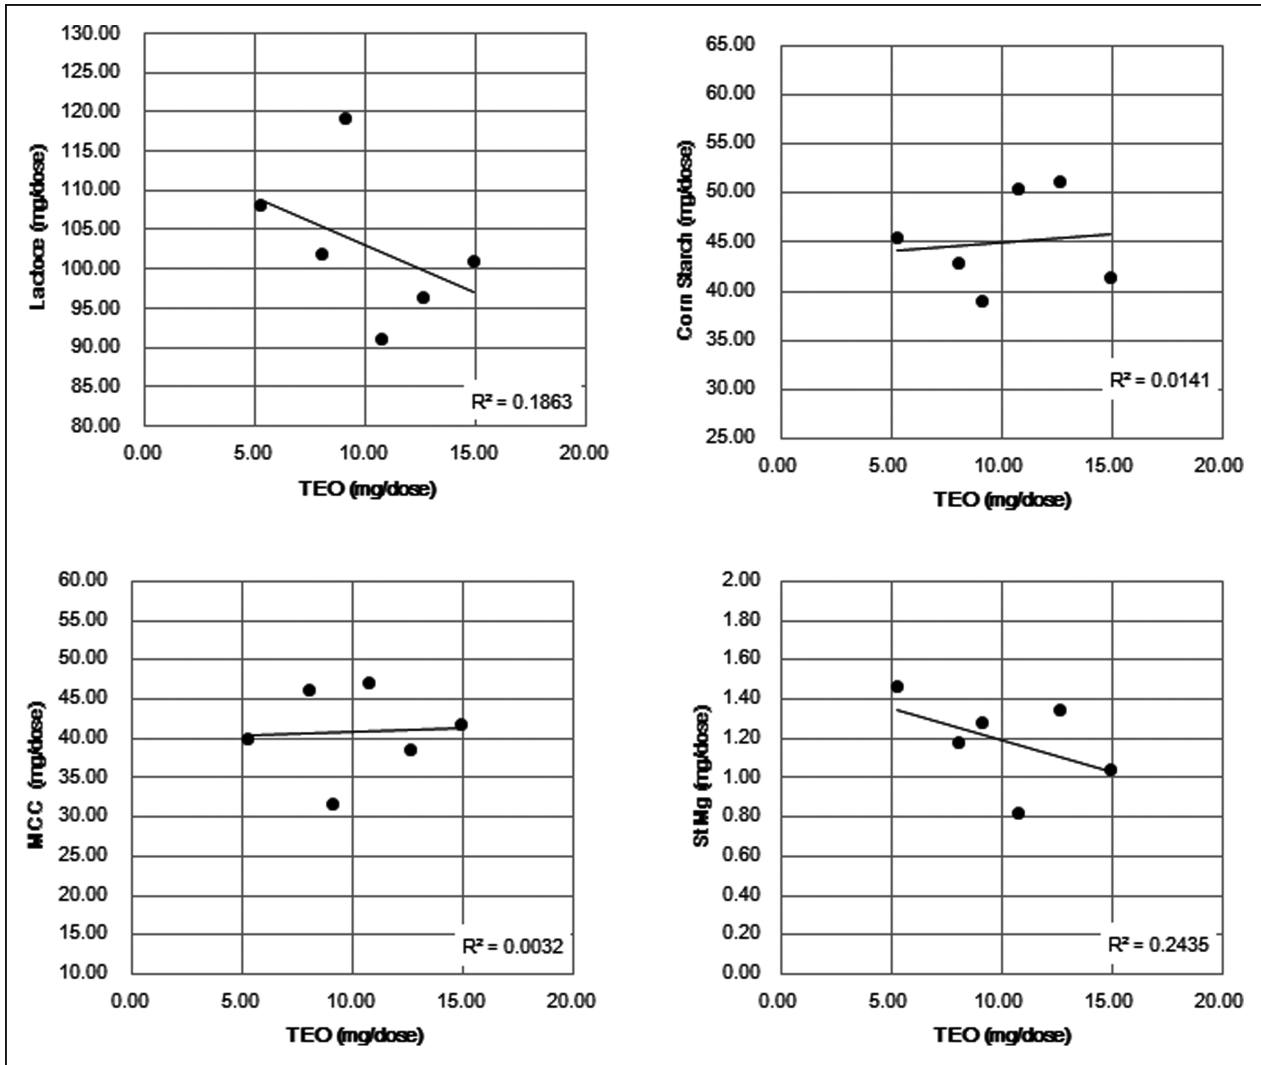 130.00
125.00
120.00
115.00
110.00
105.00
100.00
95.00
90.00
85.00
80.00
Lactoce (mg/dose)
R² = 0.1863
0.00 5.00 10.00 15.00 20.00
TEO (mg/dose)
65.00
60.00
55.00
50.00
45.00
40.00
35.00
30.00
25.00
Corn Starch (mg/dose)
R² = 0.0141
0.00 5.00 10.00 15.00 20.00
TEO (mg/dose)
60.00
55.00
50.00
45.00
40.00
35.00
30.00
25.00
20.00
15.00
10.00
MCC (mg/dose)
R² = 0.0032
0.00 5.00 10.00 15.00 20.00
TEO (mg/dose)
2.00
1.80
1.60
1.40
1.20
1.00
0.80
0.60
0.40
0.20
0.00
St Mg (mg/dose)
R² = 0.2435
0.00 5.00 10.00 15.00 20.00
TEO (mg/dose)